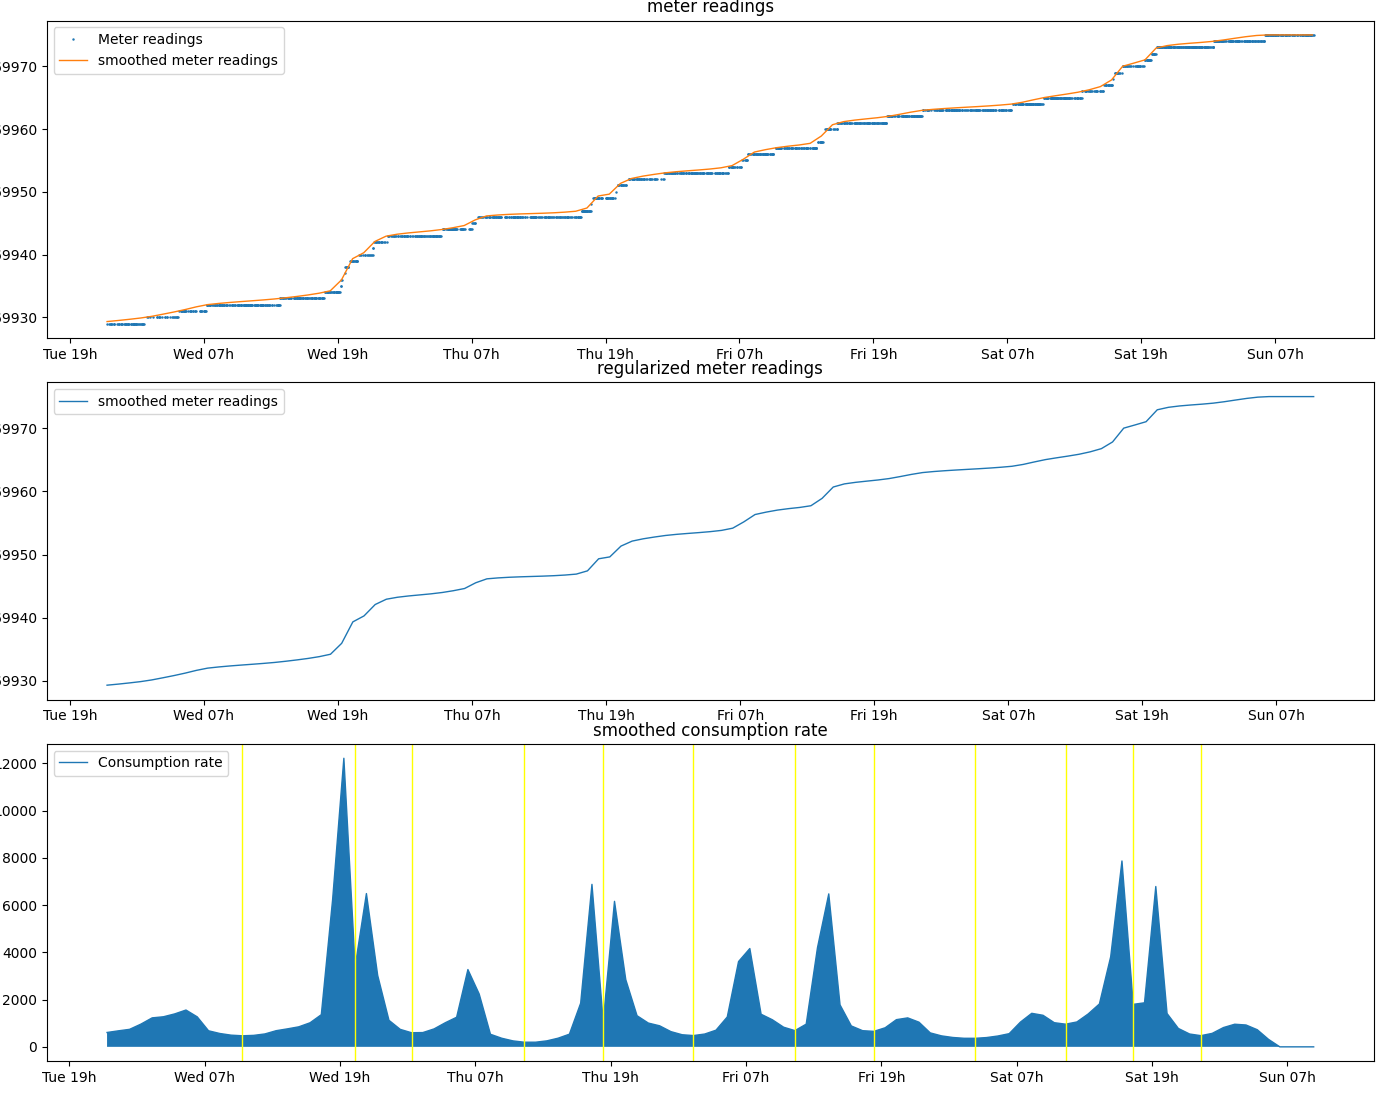 meter readings
Meter readings
smoothed meter readings
9970
9960
9950
9940
9930
Tue 19h Wed 07h Wed 19h Thu 07h Thu 19h Fri 07h Fri 19h Sat 07h Sat 19h Sun 07h
regularized meter readings
smoothed meter readings
9970
9960
9950
9940
9930
Tue 19h Wed 07h Wed 19h Thu 07h Thu 19h Fri 07h Fri 19h Sat 07h Sat 19h Sun 07h
smoothed consumption rate
Consumption rate
2000
0000
8000
6000
4000
2000
0
Tue 19h Wed 07h Wed 19h Thu 07h Thu 19h Fri 07h Fri 19h Sat 07h Sat 19h Sun 07h